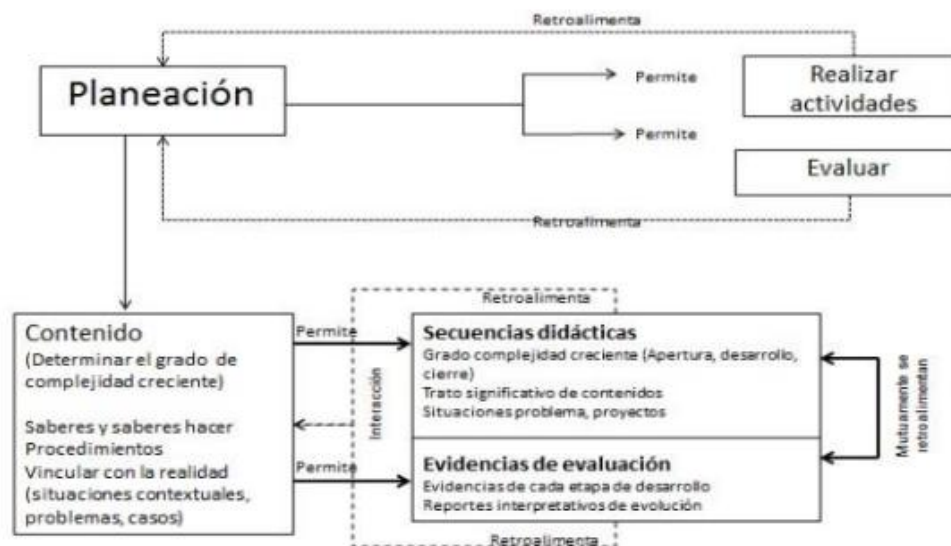 Retroalimenta
Planeación
Permite
Permite
Realizar
actividades
Evaluar
Retroalimenta
Contenido
(Determinar el grado de
complejidad creciente)
Saberes y saberes hacer
Procedimientos
Vincular con la realidad
(situaciones contextuales,
problemas, casos)
Permite
Permite
Interacción
Retroalimenta
Secuencias didácticas
Grado complejidad creciente (Apertura, desarrollo,
cierre)
Trato significativo de contenidos
Situaciones problema, proyectos
Evidencias de evaluación
Evidencias de cada etapa de desarrollo
Reportes interpretativos de evolución
Retroalimenta
Mutuamente se
retroalimentan